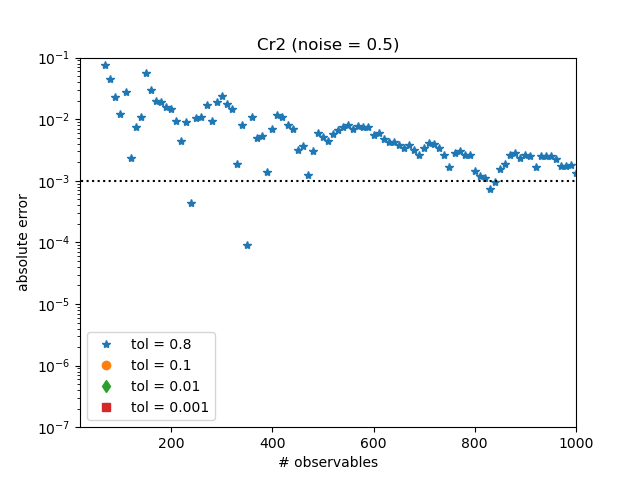 Cr2 (noise = 0.5)
absolute error
10⁻¹
10⁻²
10⁻³
10⁻⁴
10⁻⁵
10⁻⁶
10⁻⁷
tol = 0.8
tol = 0.1
tol = 0.01
tol = 0.001
200 400 600 800 1000
# observables